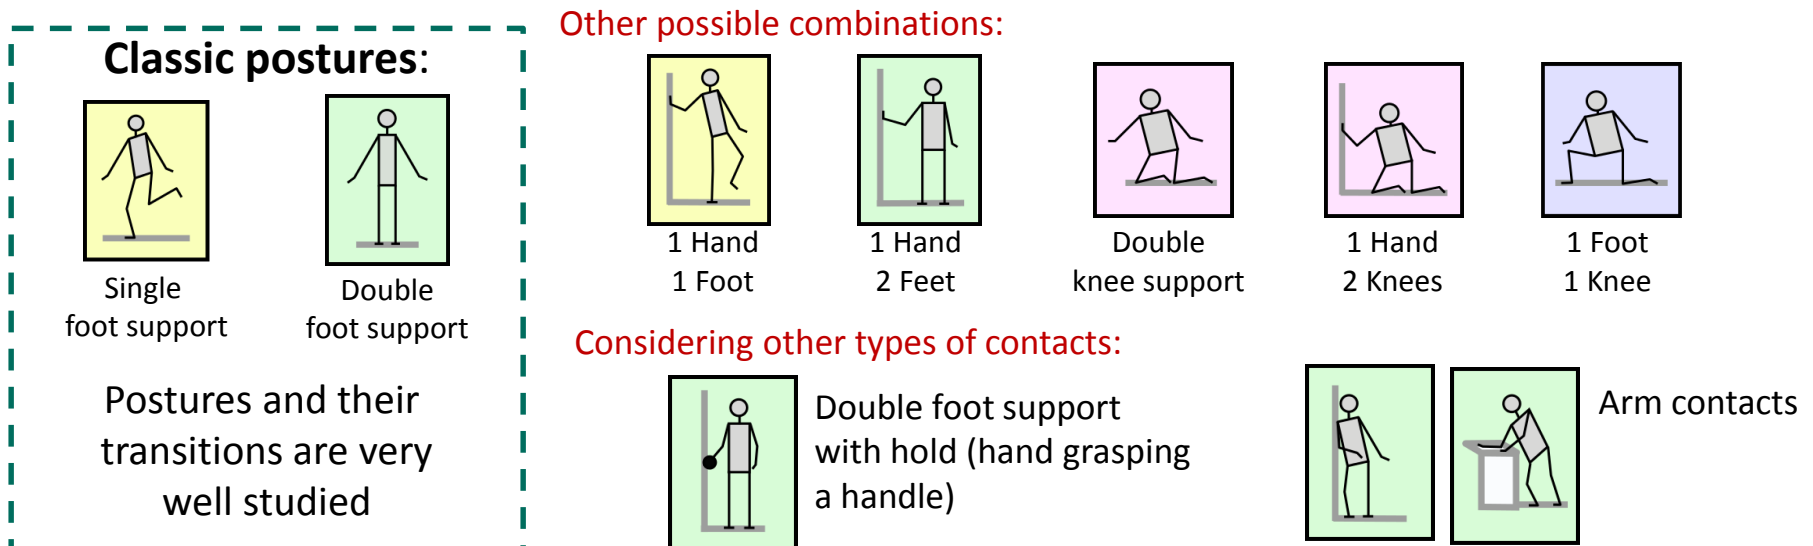 Classic postures:
Single
foot support
Double
foot support
Postures and their
transitions are very
well studied
Other possible combinations:
1 Hand
1 Foot
1 Hand
2 Feet
Double
knee support
1 Hand
2 Knees
1 Foot
1 Knee
Considering other types of contacts:
Double foot support
with hold (hand grasping
a handle)
Arm contacts